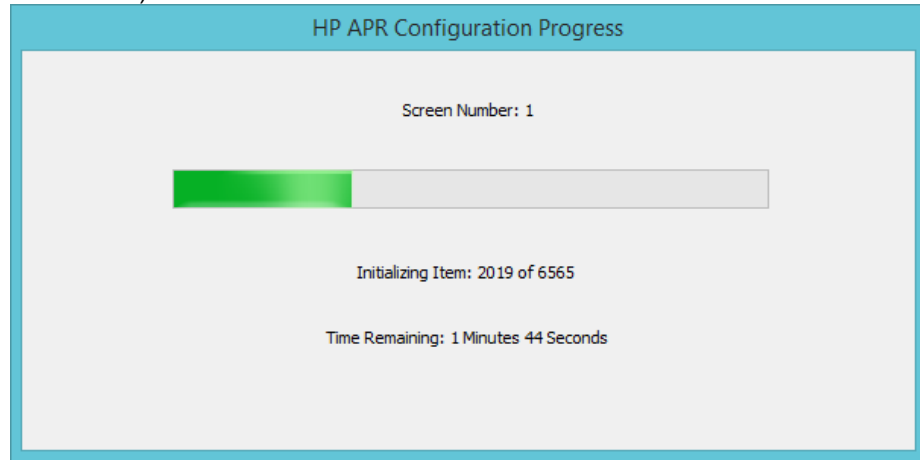 HP APR Configuration Progress
Screen Number: 1
Initializing Item: 2019 of 6565
Time Remaining: 1 Minutes 44 Seconds